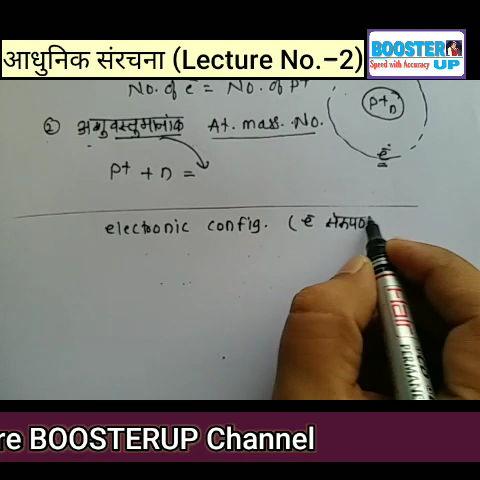 आधुनिक संरचना (Lecture No.–2)
BOOSTER UP
Speed with Accuracy
No. of e⁻ = No. of P⁺
② अणुवस्तुमानांक At. mass. No.
P⁺ + n
e⁻
P⁺ + n =
electronic config. ( e⁻
re BOOSTERUP Channel